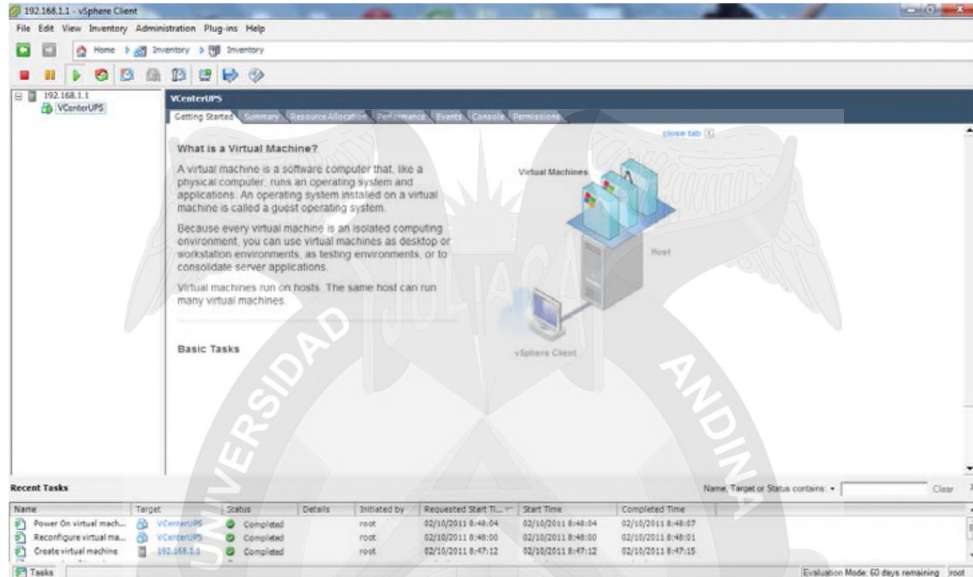 192.168.1.1 - vSphere Client
File Edit View Inventory Administration Plug-ins Help
Home Inventory Inventory
192.168.1.1
VCenterUPS
VCenterUPS
Getting Started Summary Resource Allocation Performance Events Console Permissions
close tab
What is a Virtual Machine?
A virtual machine is a software computer that, like a
physical computer, runs an operating system and
applications. An operating system installed on a virtual
machine is called a guest operating system.
Because every virtual machine is an isolated computing
environment, you can use virtual machines as desktop or
workstation environments, as testing environments, or to
consolidate server applications.
Virtual machines run on hosts. The same host can run
many virtual machines.
Basic Tasks
Virtual Machines
Host
vSphere Client
UNIVERSIDAD ANDINA
JULIACA
Recent Tasks
Name, Target or Status contains: Clear
Name Target Status Details Initiated by Requested Start Ti... Start Time Completed Time
Power On virtual mach... VCenterUPS Completed root 02/10/2011 8:48:04 02/10/2011 8:48:04 02/10/2011 8:48:07
Reconfigure virtual ma... VCenterUPS Completed root 02/10/2011 8:48:00 02/10/2011 8:48:00 02/10/2011 8:48:01
Create virtual machine 192.168.1.1 Completed root 02/10/2011 8:47:12 02/10/2011 8:47:12 02/10/2011 8:47:15
Tasks
Evaluation Mode: 60 days remaining root